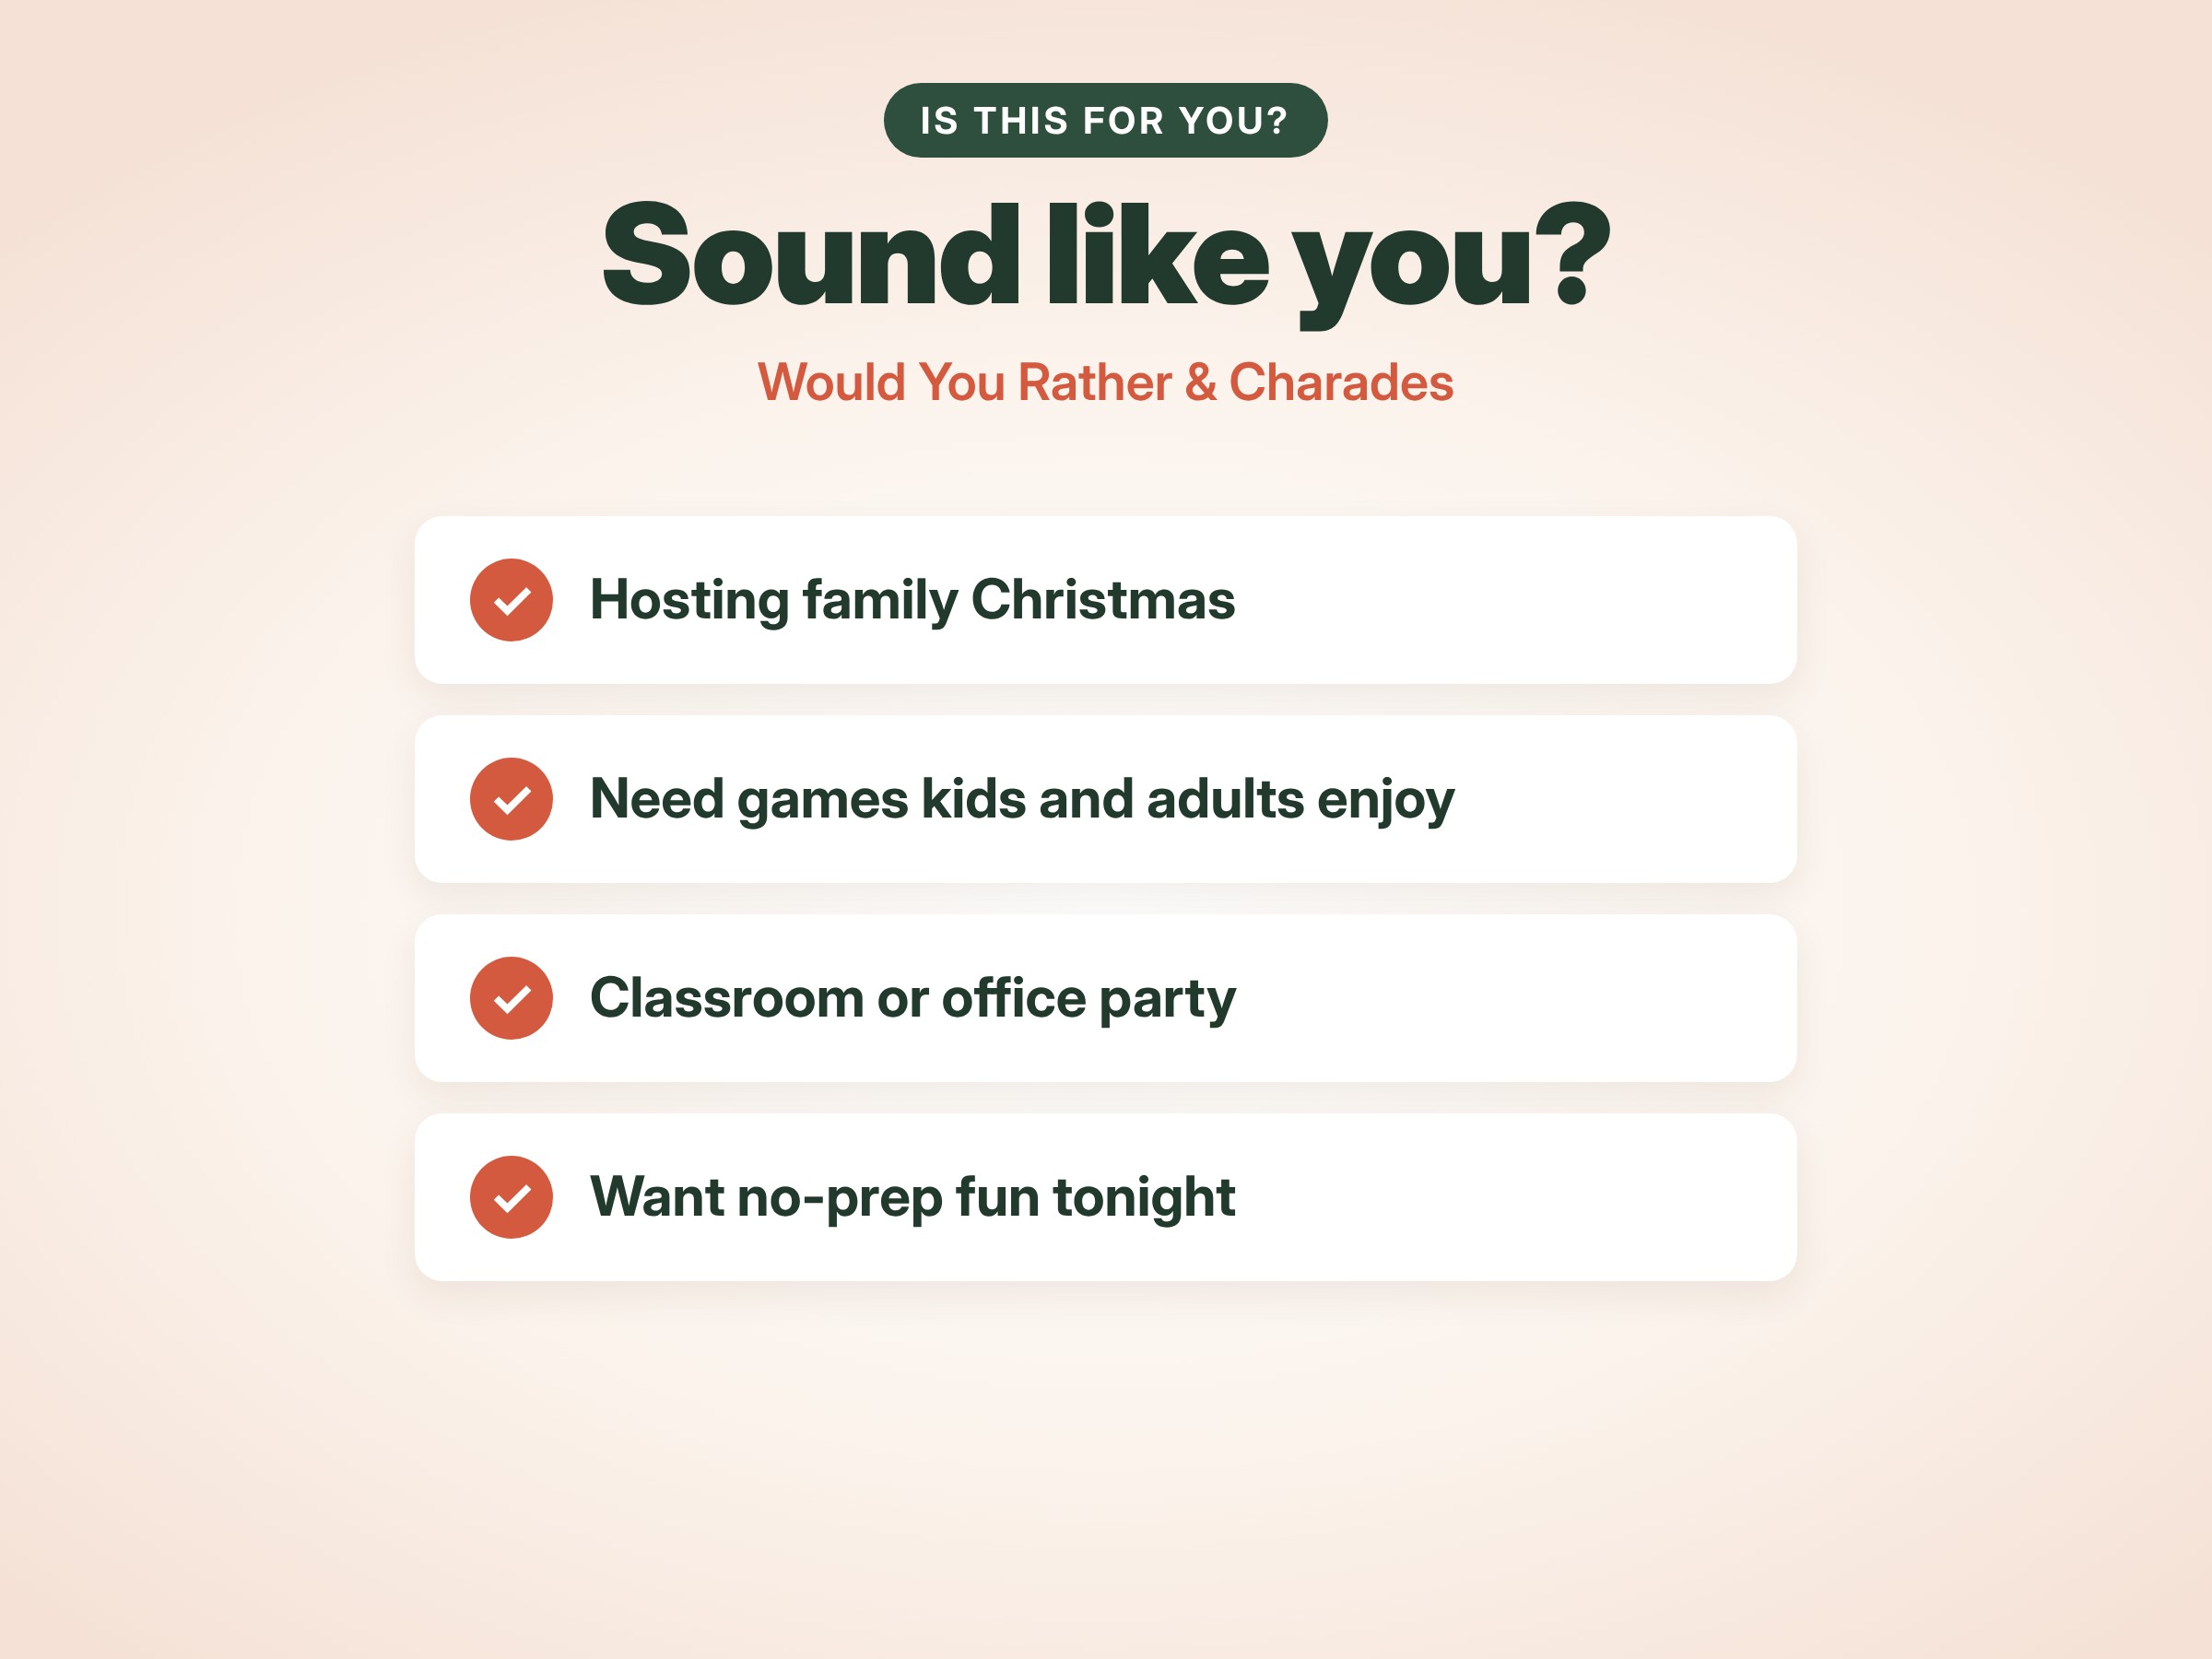 IS THIS FOR YOU?
Sound like you?
Would You Rather & Charades
Hosting family Christmas
Need games kids and adults enjoy
Classroom or office party
Want no-prep fun tonight